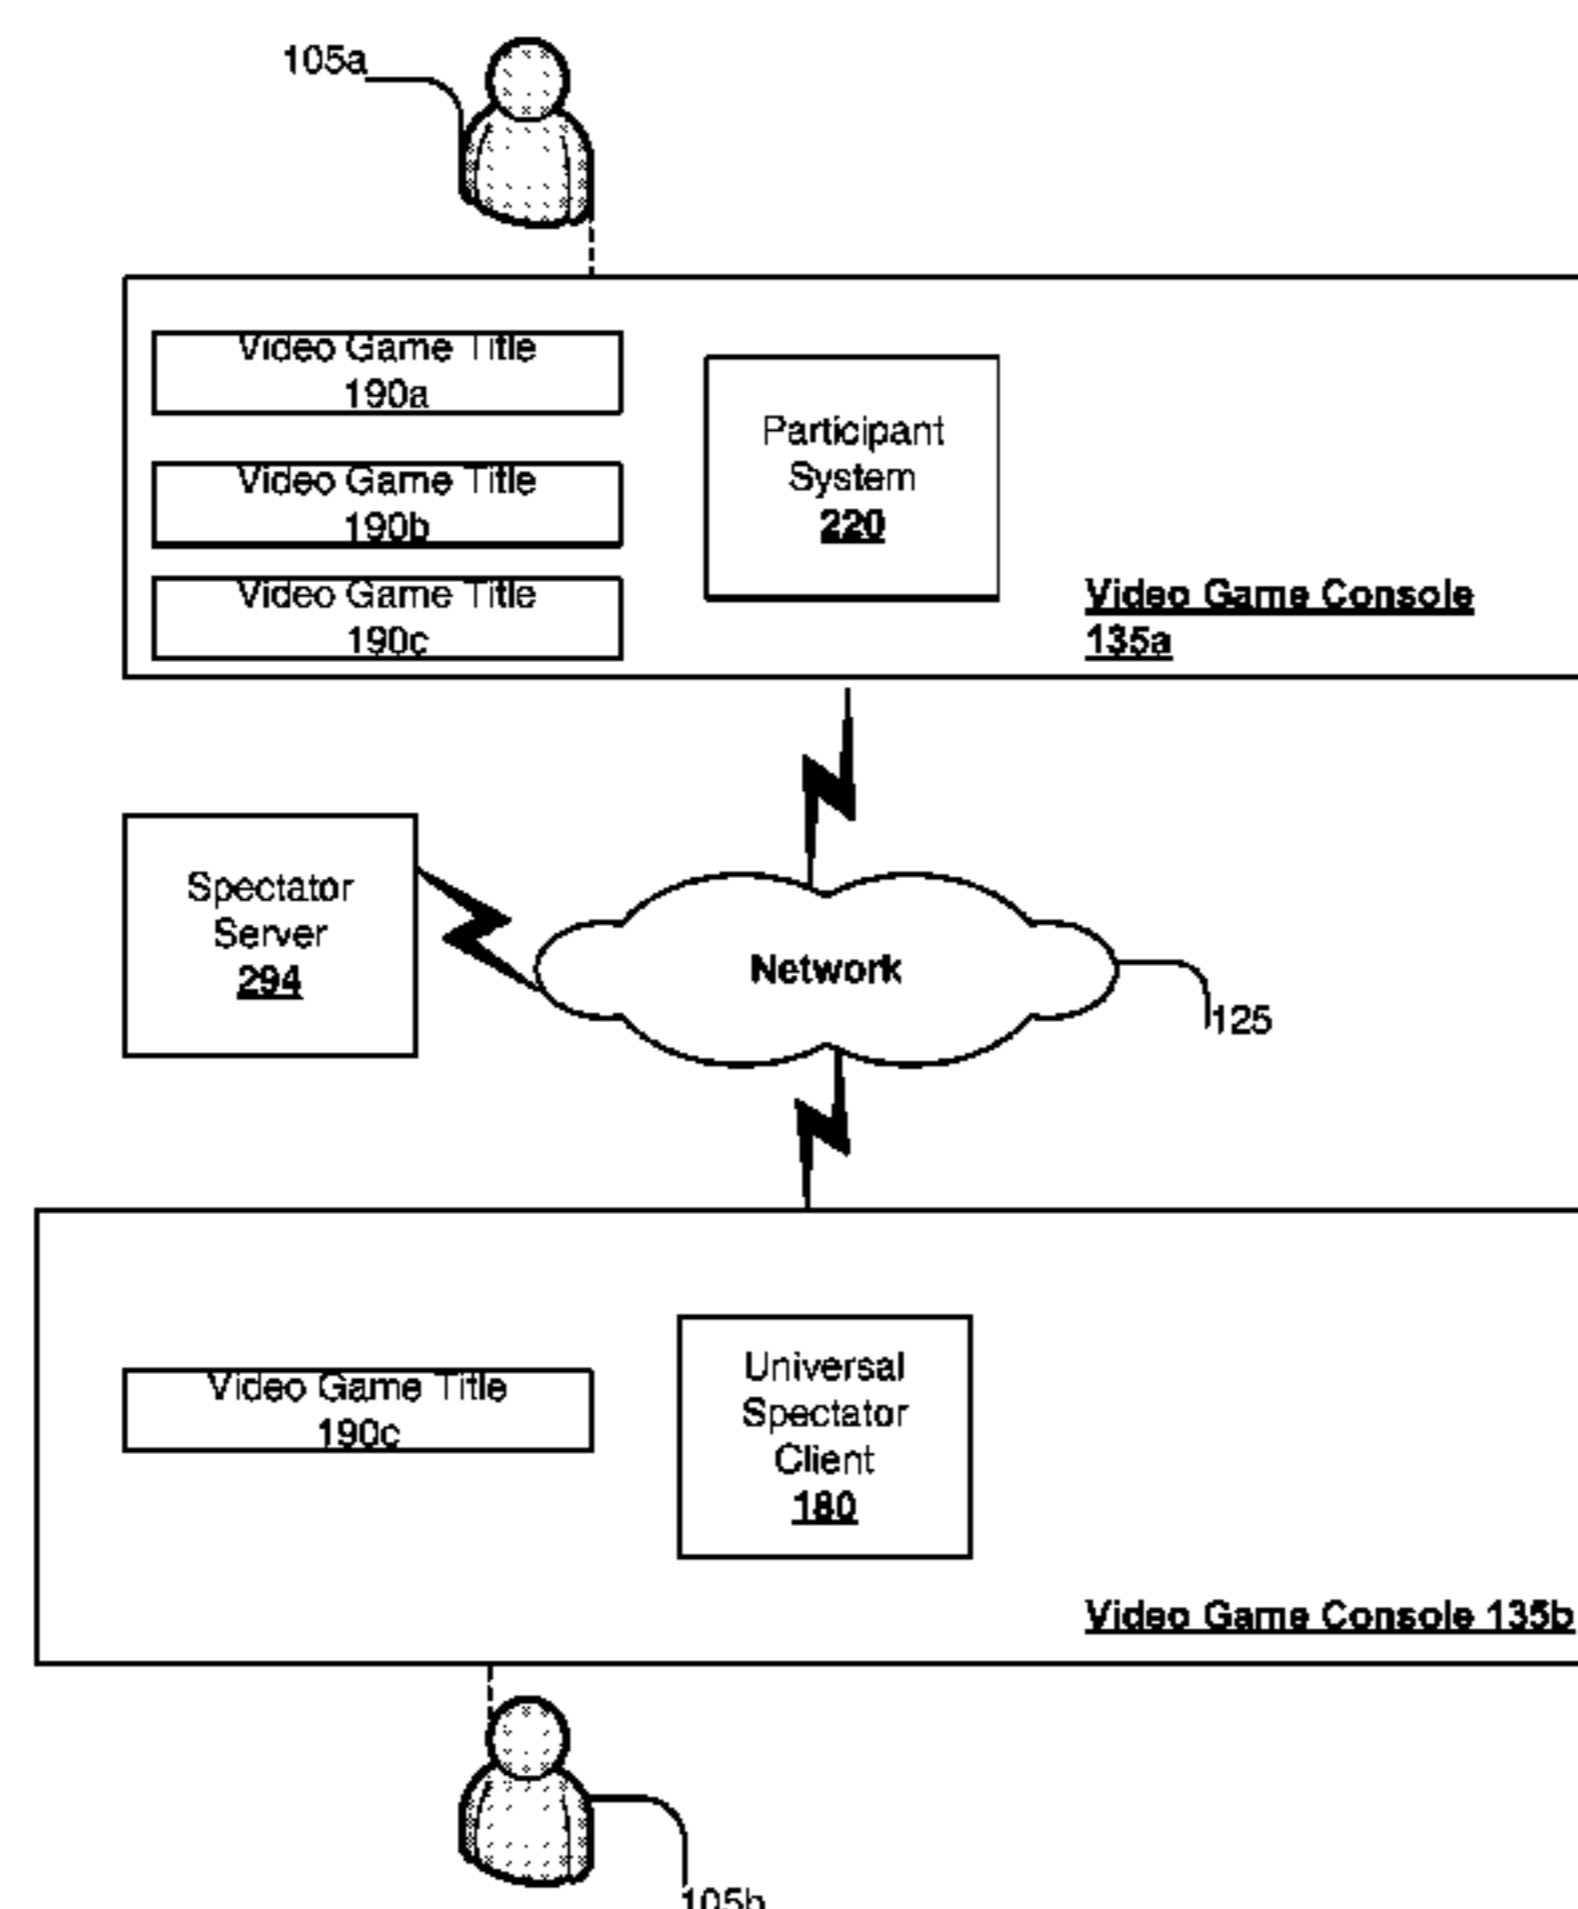 105a
Video Game Title
190a
Video Game Title
190b
Video Game Title
190c
Participant
System
220
Video Game Console
135a
Spectator
Server
294
Network
125
Video Game Title
190c
Universal
Spectator
Client
180
Video Game Console 135b
105b